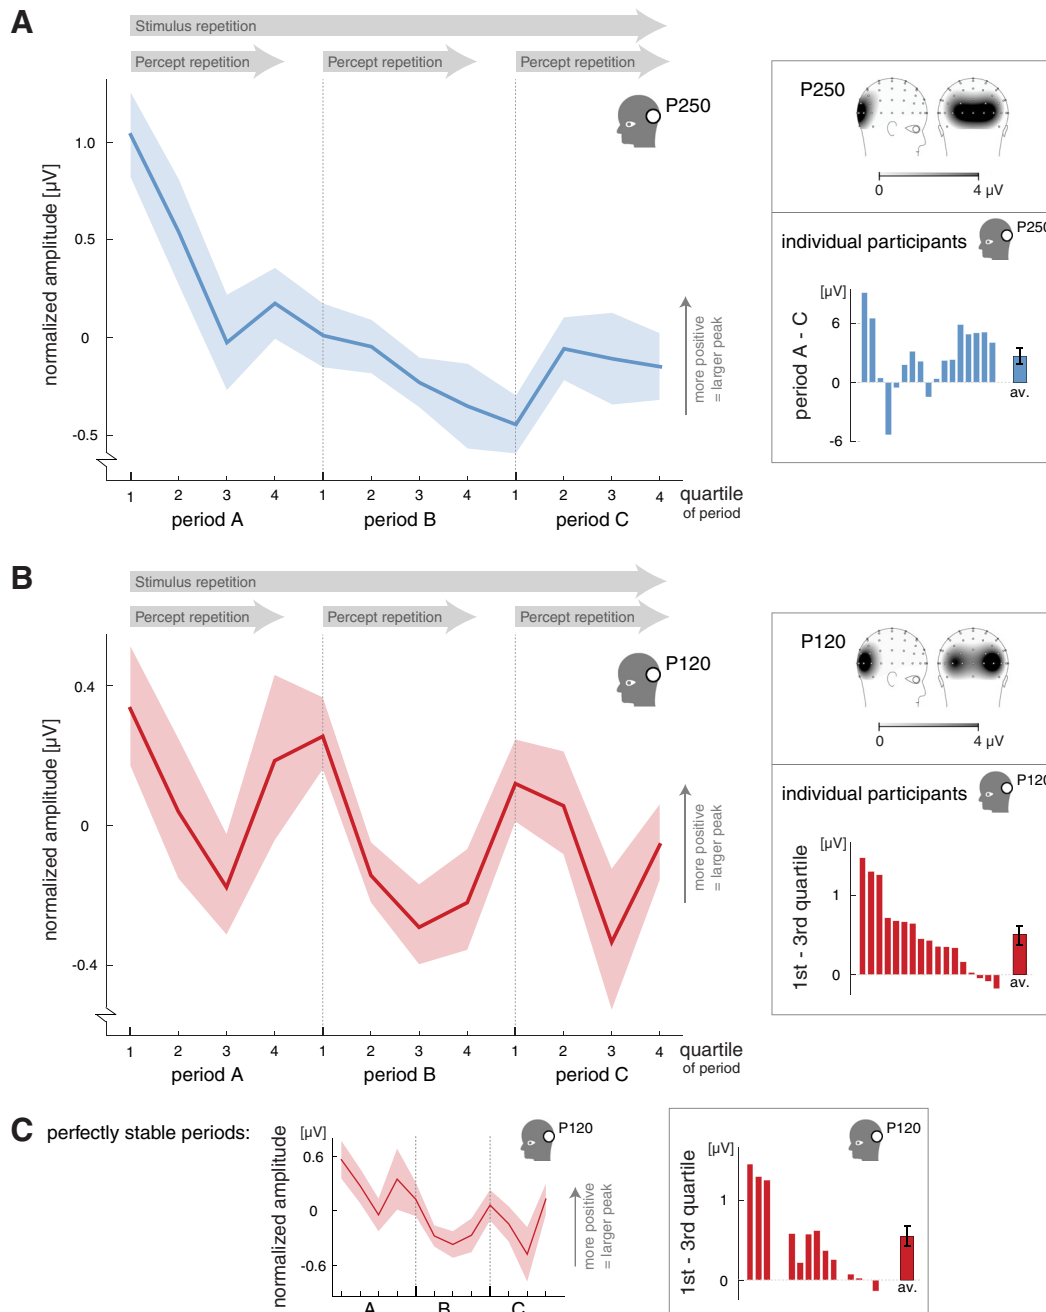 A
Stimulus repetition
Percept repetition Percept repetition Percept repetition
P250
normalized amplitude [µV]
1.0
0.5
0
-0.5
more positive
= larger peak
1 2 3 4 1 2 3 4 1 2 3 4
quartile
of period
period A period B period C
P250
0 4 µV
individual participants
P250
[µV]
period A - C
6
0
-6
av.
B
Stimulus repetition
Percept repetition Percept repetition Percept repetition
P120
normalized amplitude [µV]
0.4
0
-0.4
more positive
= larger peak
1 2 3 4 1 2 3 4 1 2 3 4
quartile
of period
period A period B period C
P120
0 4 µV
individual participants
P120
[µV]
1st - 3rd quartile
1
0
av.
C
perfectly stable periods:
normalized amplitude
[µV]
0.6
0
-0.6
P120
more positive
= larger peak
A B C
[µV]
P120
1st - 3rd quartile
1
0
av.